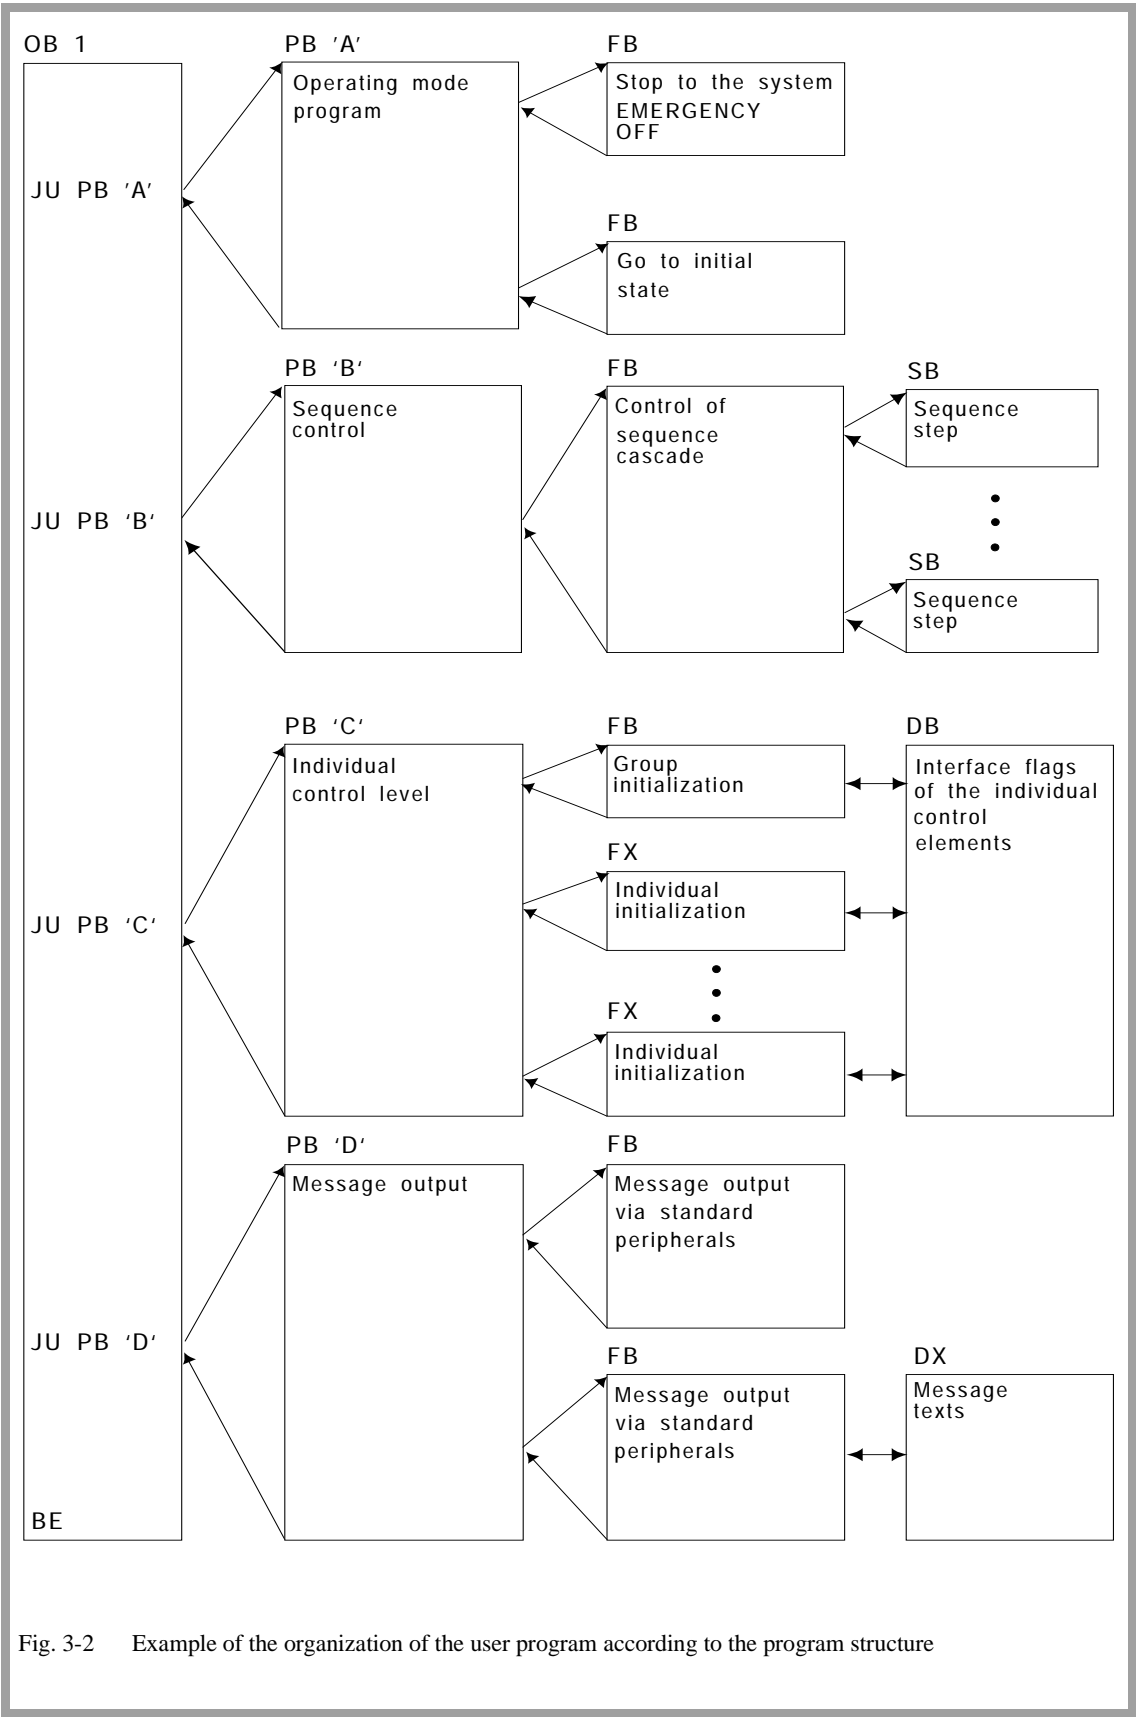 OB 1
PB ′A′
FB
Operating mode
program
Stop to the system
EMERGENCY
OFF
JU PB ′A′
FB
Go to initial
state
PB ‘B‘
FB
SB
Sequence
control
Control of
sequence
cascade
Sequence
step
JU PB ‘B‘
SB
Sequence
step
PB ‘C‘
FB
DB
Individual
control level
Group
initialization
Interface flags
of the individual
control
elements
FX
Individual
initialization
JU PB ‘C‘
FX
Individual
initialization
PB ‘D‘
FB
Message output
Message output
via standard
peripherals
JU PB ‘D‘
FB
DX
Message output
via standard
peripherals
Message
texts
BE
Fig. 3-2 Example of the organization of the user program according to the program structure